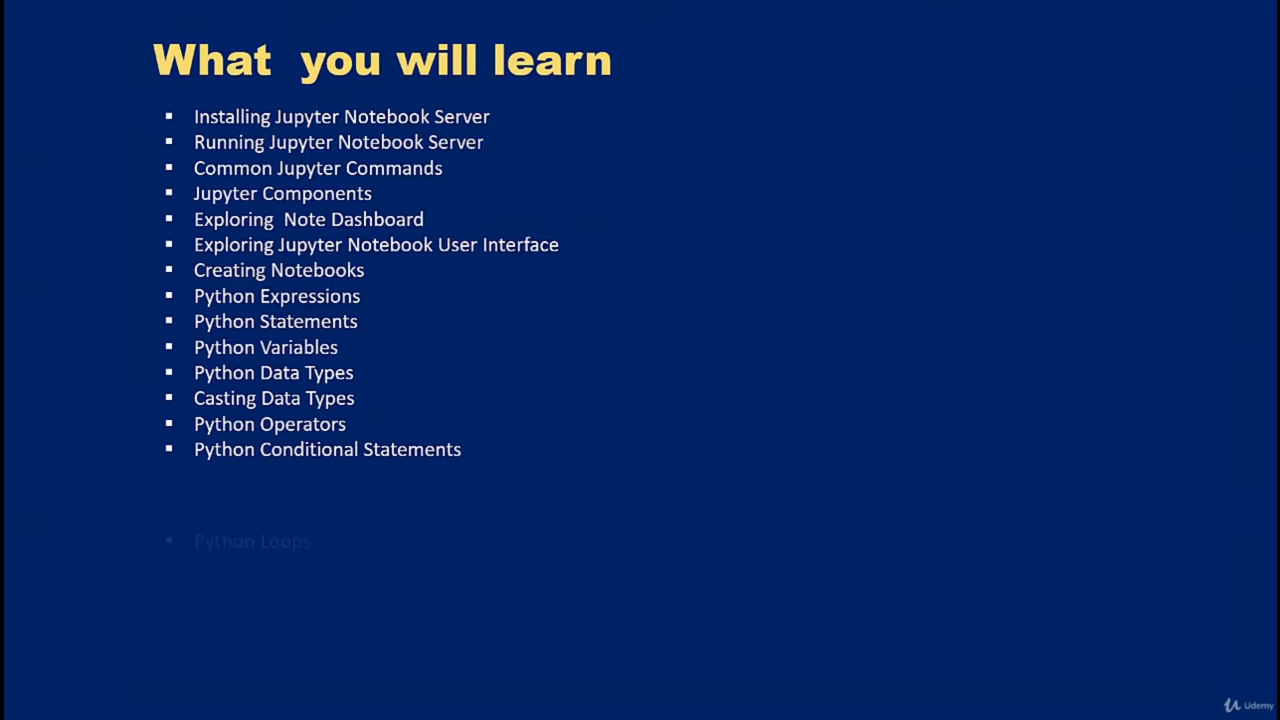 What  you will learn
▪ Installing Jupyter Notebook Server
▪ Running Jupyter Notebook Server
▪ Common Jupyter Commands
▪ Jupyter Components
▪ Exploring  Note Dashboard
▪ Exploring Jupyter Notebook User Interface
▪ Creating Notebooks
▪ Python Expressions
▪ Python Statements
▪ Python Variables
▪ Python Data Types
▪ Casting Data Types
▪ Python Operators
▪ Python Conditional Statements
▪ Python Loops
Udemy